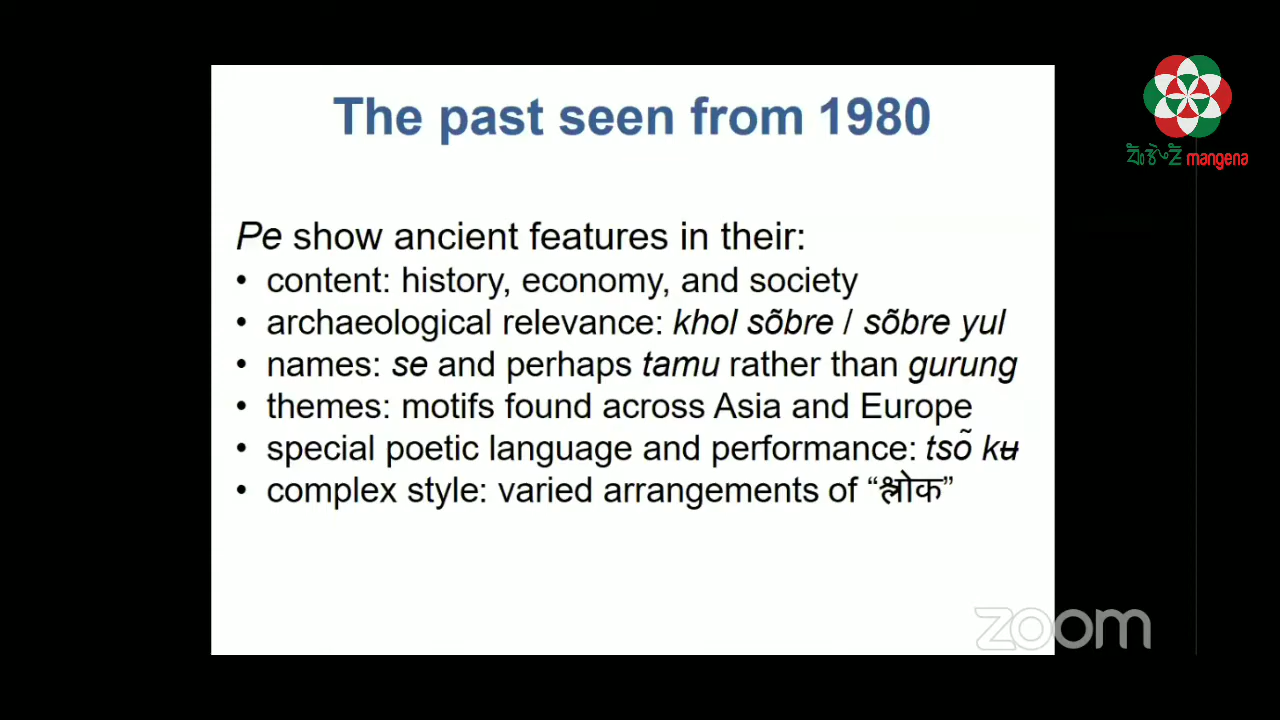 The past seen from 1980
mangena
Pe show ancient features in their:
• content: history, economy, and society
• archaeological relevance: khol sõbre / sõbre yul
• names: se and perhaps tamu rather than gurung
• themes: motifs found across Asia and Europe
• special poetic language and performance: tsõ kʉ
• complex style: varied arrangements of “श्लोक”
zoom